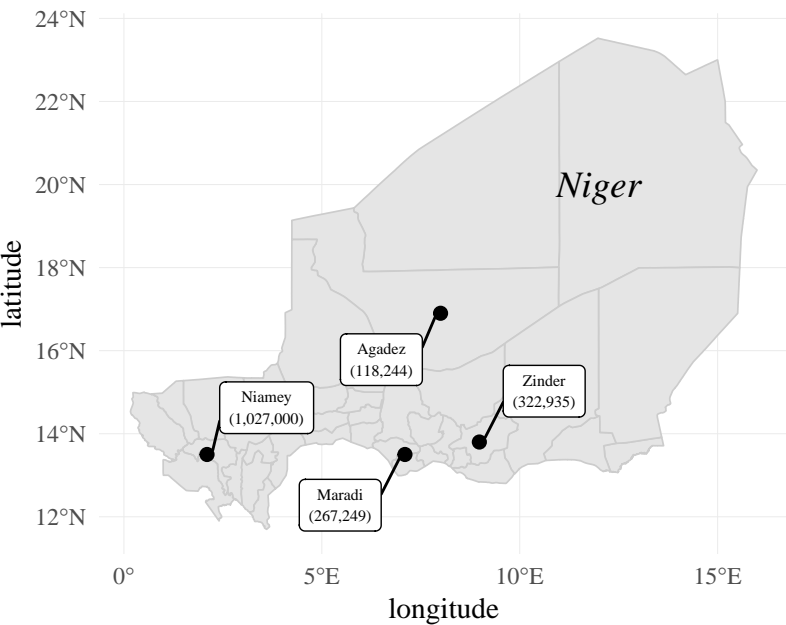 24°N
22°N
20°N
18°N
16°N
14°N
12°N
latitude
Niger
Agadez
(118,244)
Zinder
(322,935)
Niamey
(1,027,000)
Maradi
(267,249)
0°
5°E
10°E
15°E
longitude